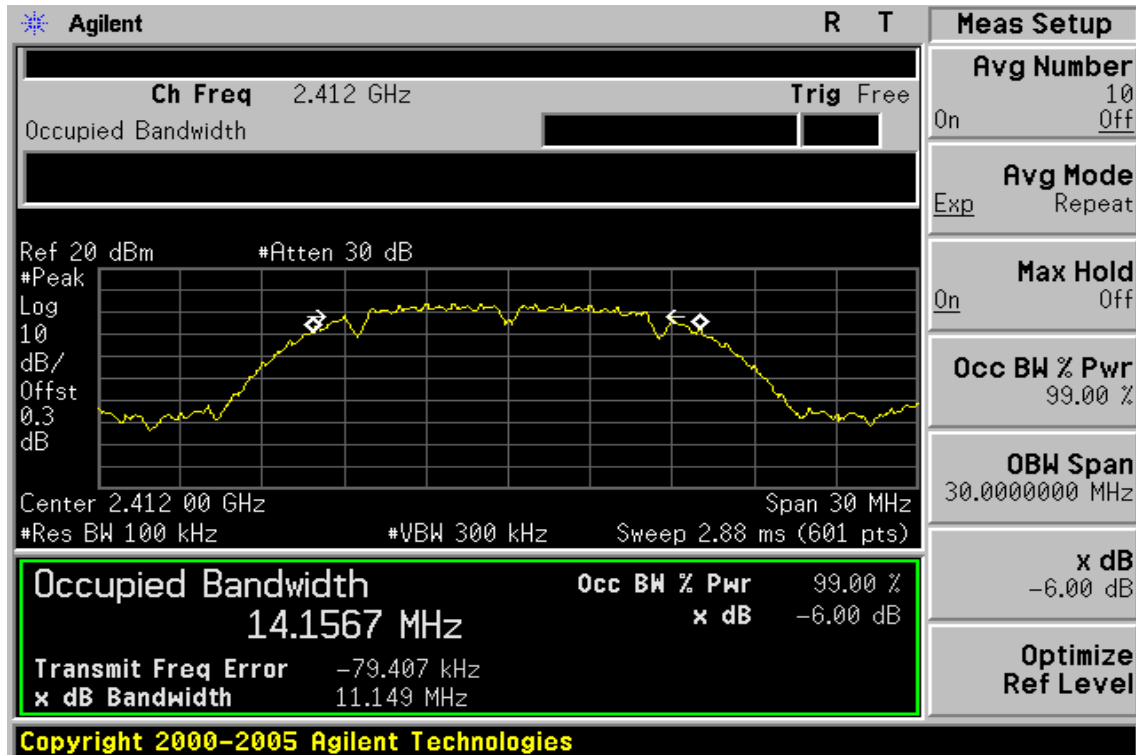 Agilent R T
Ch Freq 2.412 GHz Trig Free
Occupied Bandwidth
Ref 20 dBm #Atten 30 dB
#Peak
Log
10
dB/
Offst
0.3
dB
Center 2.412 00 GHz Span 30 MHz
#Res BW 100 kHz #VBW 300 kHz Sweep 2.88 ms (601 pts)
Occupied Bandwidth Occ BW % Pwr 99.00 %
14.1567 MHz x dB -6.00 dB
Transmit Freq Error -79.407 kHz
x dB Bandwidth 11.149 MHz
Copyright 2000-2005 Agilent Technologies
Meas Setup
Avg Number
10
On Off
Avg Mode
Exp Repeat
Max Hold
On Off
Occ BW % Pwr
99.00 %
OBW Span
30.0000000 MHz
x dB
-6.00 dB
Optimize
Ref Level